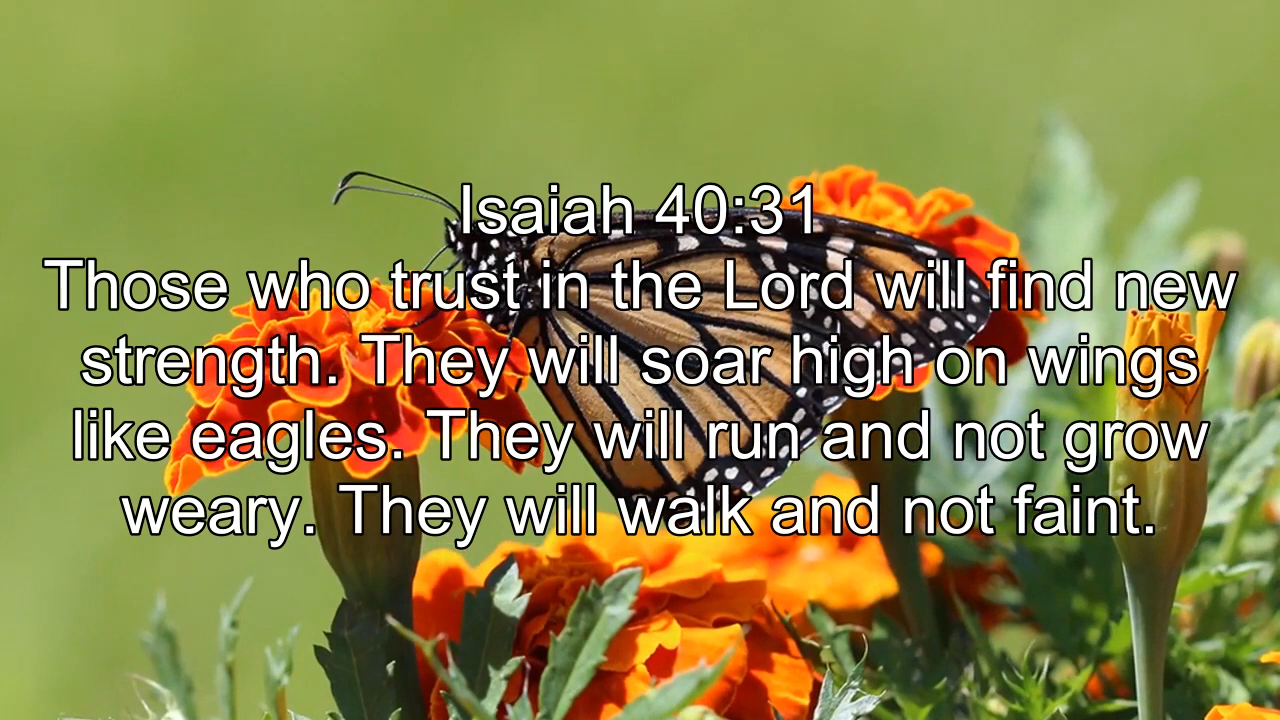 Isaiah 40:31
Those who trust in the Lord will find new
strength. They will soar high on wings
like eagles. They will run and not grow
weary. They will walk and not faint.